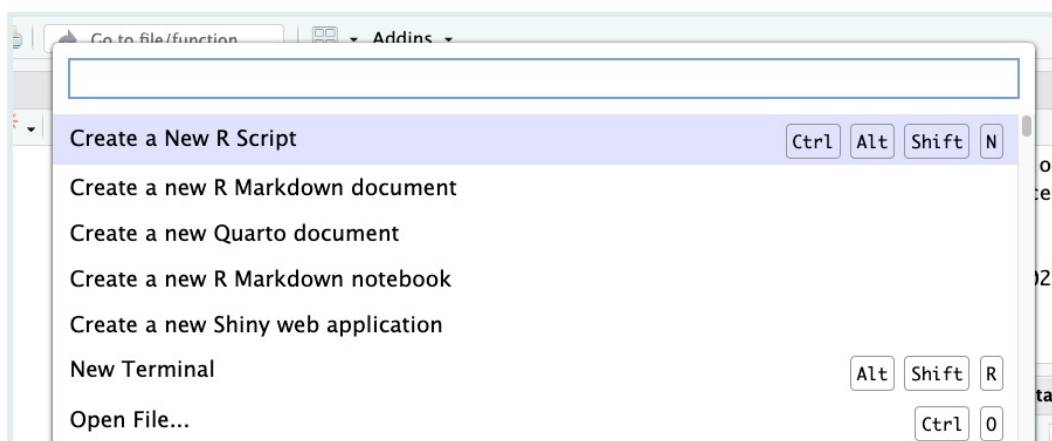 Go to file/function
Addins
Create a New R Script Ctrl Alt Shift N
Create a new R Markdown document
Create a new Quarto document
Create a new R Markdown notebook
Create a new Shiny web application
New Terminal Alt Shift R
Open File... Ctrl O